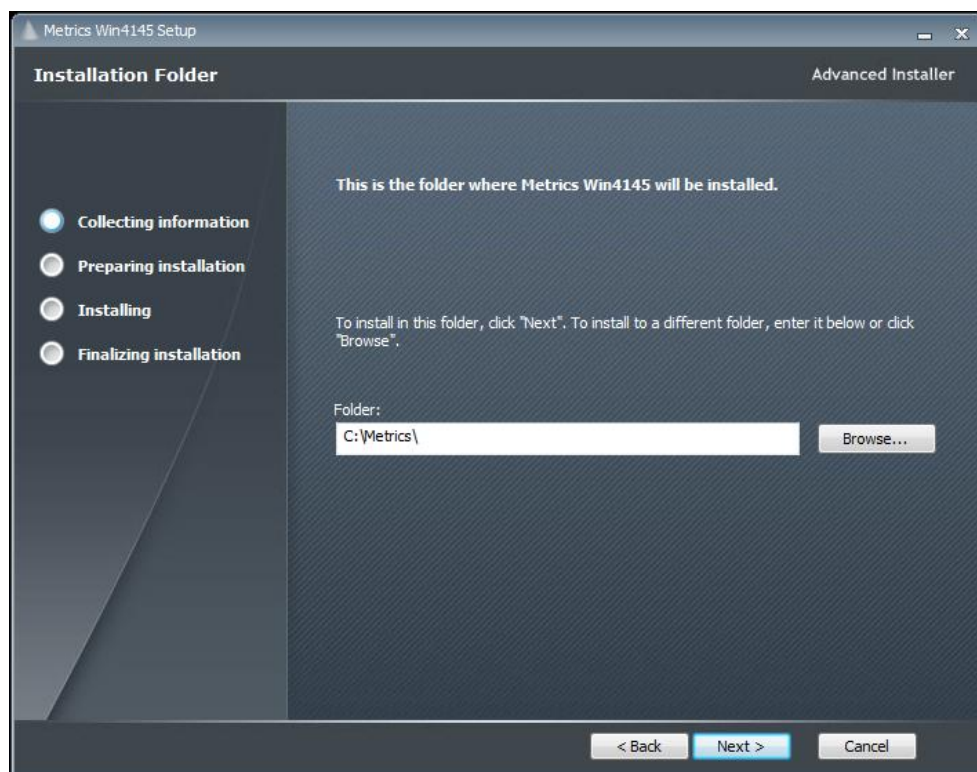 Metrics Win4145 Setup
Installation Folder
Advanced Installer
This is the folder where Metrics Win4145 will be installed.
Collecting information
Preparing installation
Installing
Finalizing installation
To install in this folder, click "Next". To install to a different folder, enter it below or click
"Browse".
Folder:
C:\Metrics\
Browse...
< Back
Next >
Cancel